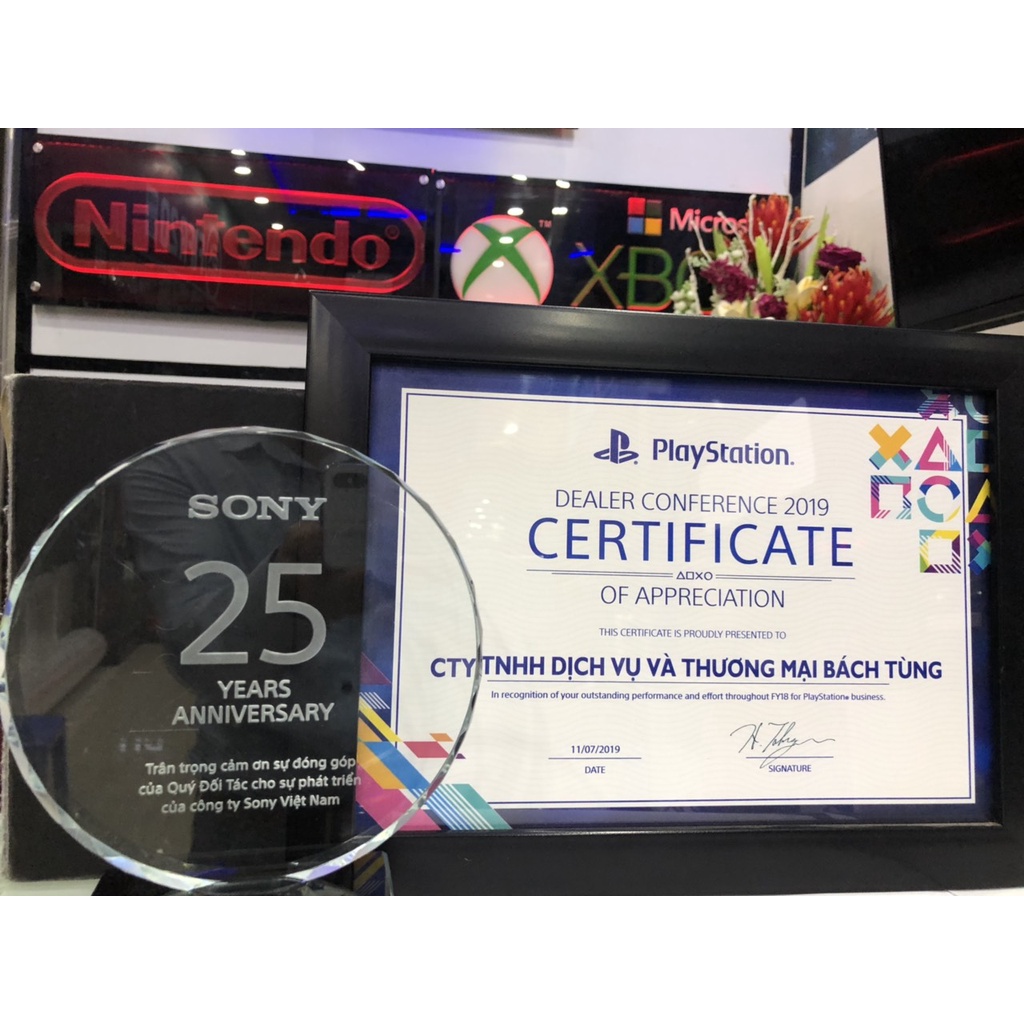 Nintendo®
XBO
SONY
25
YEARS
ANNIVERSARY
Trân trọng cảm ơn sự đóng góp
của Quý Đối Tác cho sự phát triển
của công ty Sony Việt Nam
PlayStation.
DEALER CONFERENCE 2019
CERTIFICATE
OF APPRECIATION
THIS CERTIFICATE IS PROUDLY PRESENTED TO
CTY TNHH DỊCH VỤ VÀ THƯƠNG MẠI BÁCH TÙNG
In recognition of your outstanding performance and effort throughout FY18 for PlayStation® business.
11/07/2019
DATE
SIGNATURE